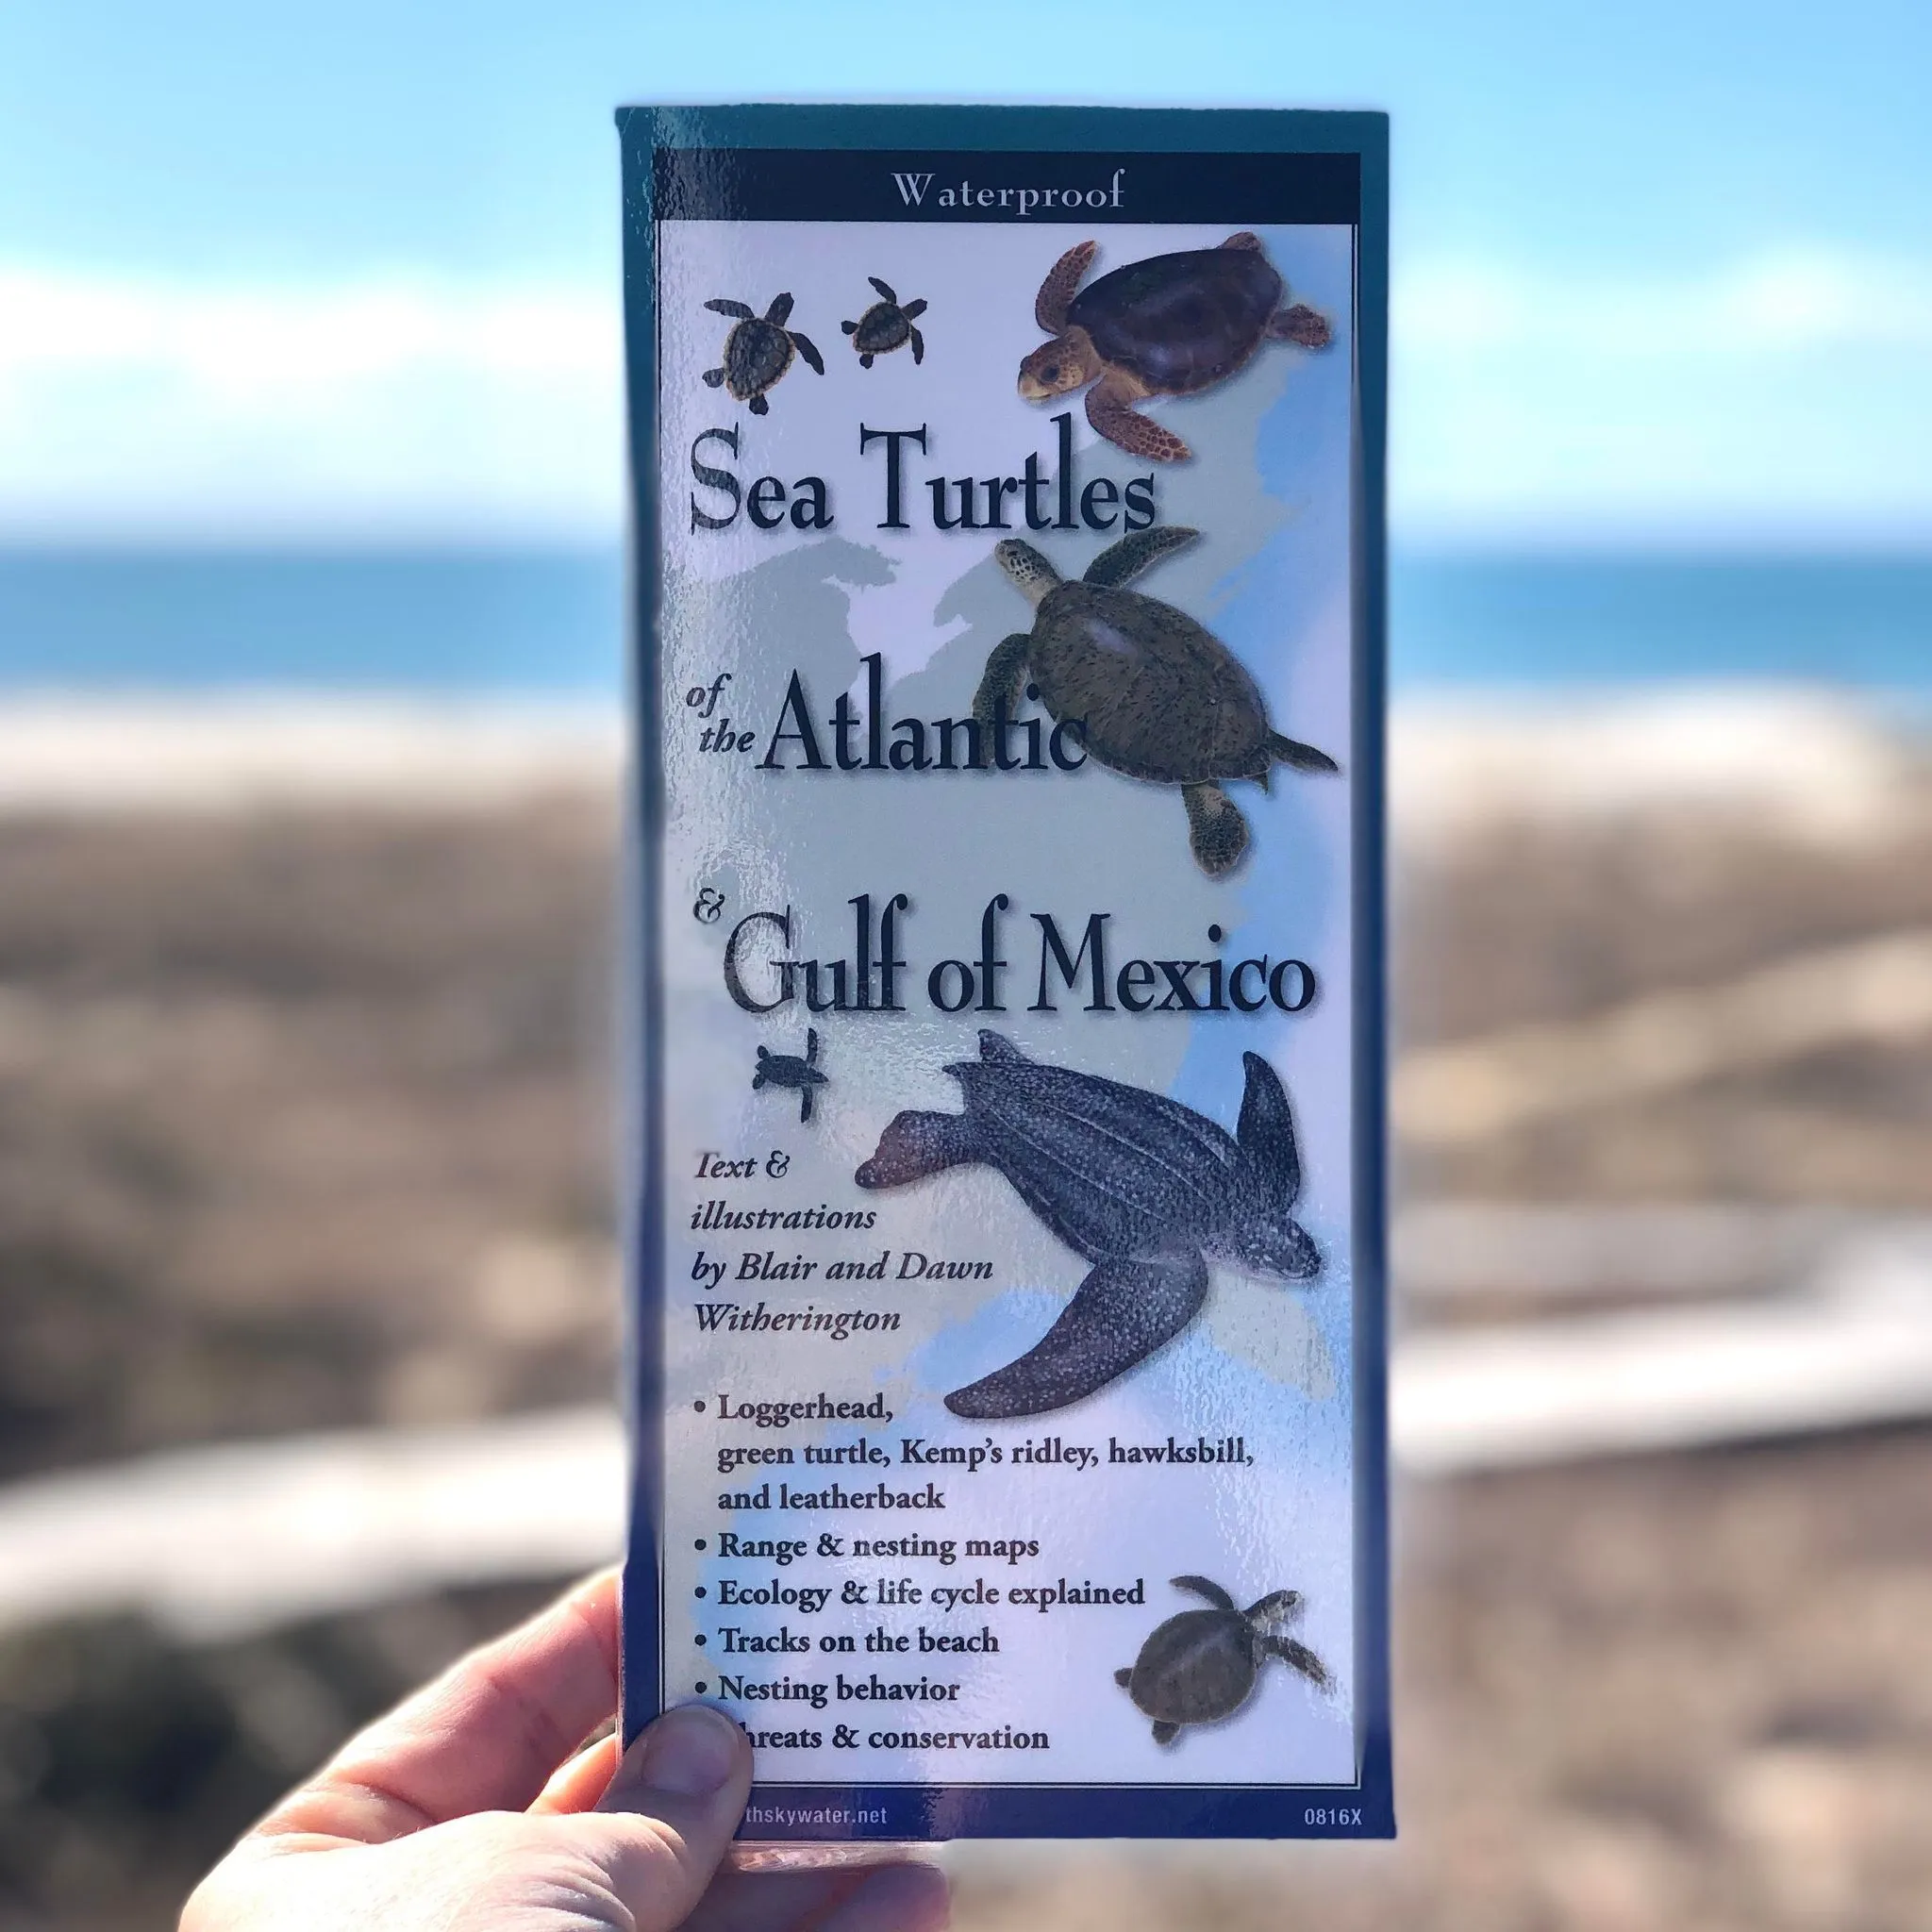 Waterproof
Sea Turtles
of
the Atlantic
& Gulf of Mexico
Text &
illustrations
by Blair and Dawn
Witherington
• Loggerhead,
green turtle, Kemp's ridley, hawksbill,
and leatherback
• Range & nesting maps
• Ecology & life cycle explained
• Tracks on the beach
• Nesting behavior
hreats & conservation
thskywater.net 0816X